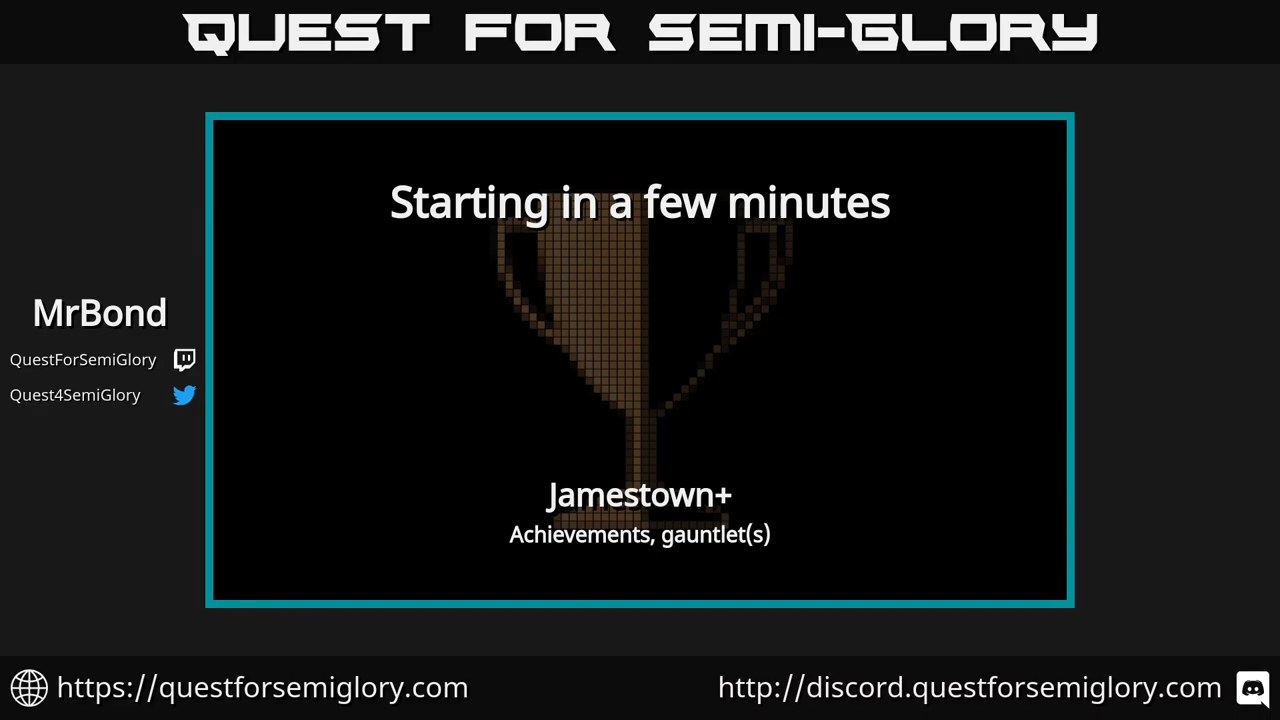 QUEST FOR SEMI-GLORY
Starting in a few minutes
MrBond
QuestForSemiGlory
Quest4SemiGlory
Jamestown+
Achievements, gauntlet(s)
https://questforsemiglory.com
http://discord.questforsemiglory.com